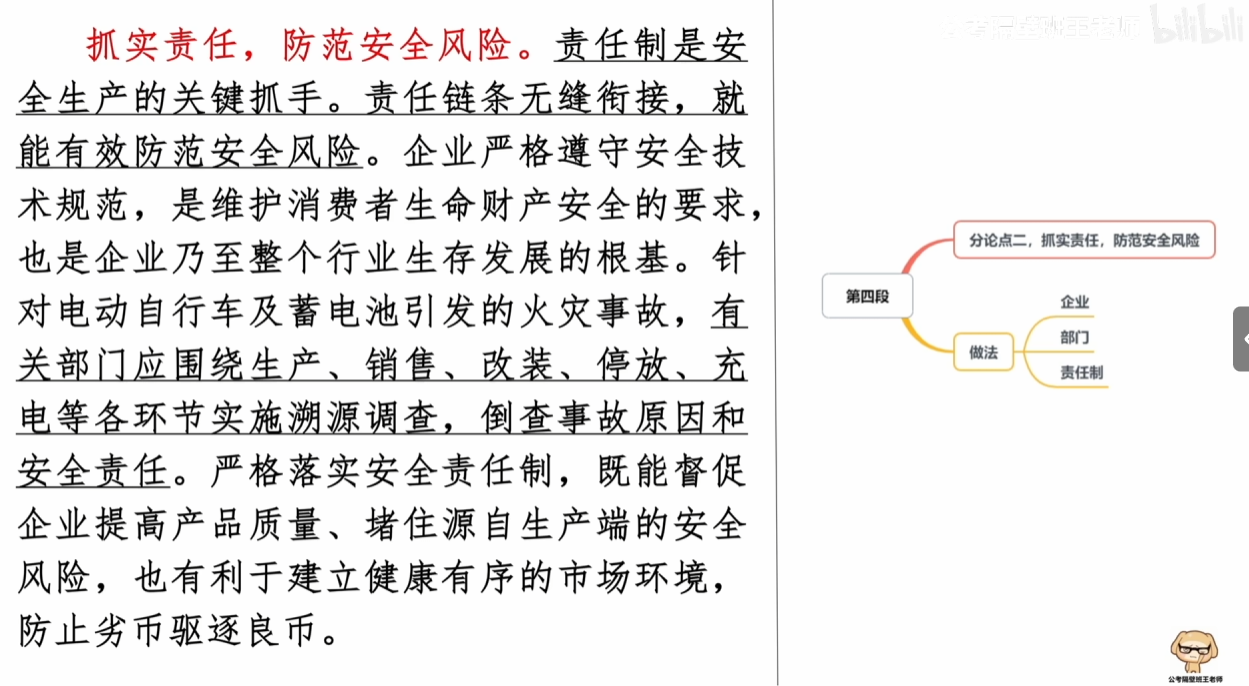 抓实责任，防范安全风险。责任制是安
全生产的关键抓手。责任链条无缝衔接，就
能有效防范安全风险。企业严格遵守安全技
术规范，是维护消费者生命财产安全的要求，
也是企业乃至整个行业生存发展的根基。针
对电动自行车及蓄电池引发的火灾事故，有
关部门应围绕生产、销售、改装、停放、充
电等各环节实施溯源调查，倒查事故原因和
安全责任。严格落实安全责任制，既能督促
企业提高产品质量、堵住源自生产端的安全
风险，也有利于建立健康有序的市场环境，
防止劣币驱逐良币。
公考隔壁班王老师 bilibili
分论点二，抓实责任，防范安全风险
第四段
企业
部门
做法
责任制
公考隔壁班王老师